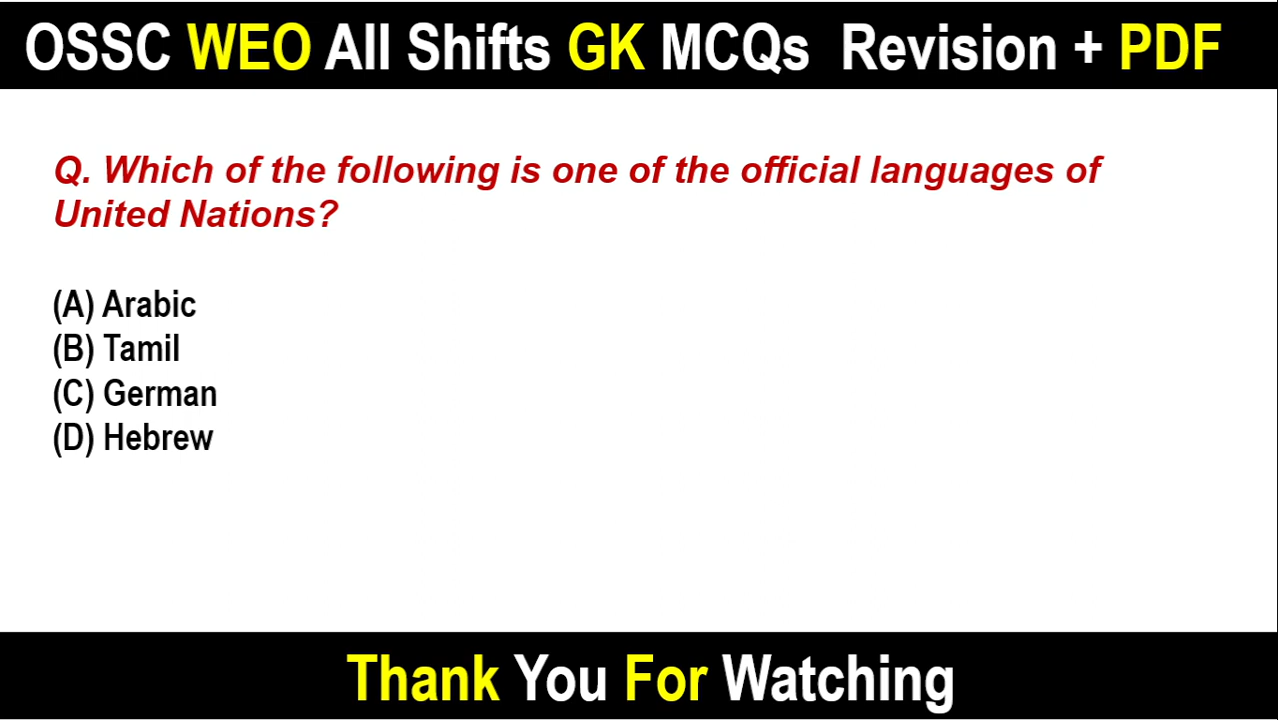 OSSC WEO All Shifts GK MCQs Revision + PDF
Q. Which of the following is one of the official languages of
United Nations?
(A) Arabic
(B) Tamil
(C) German
(D) Hebrew
Thank You For Watching